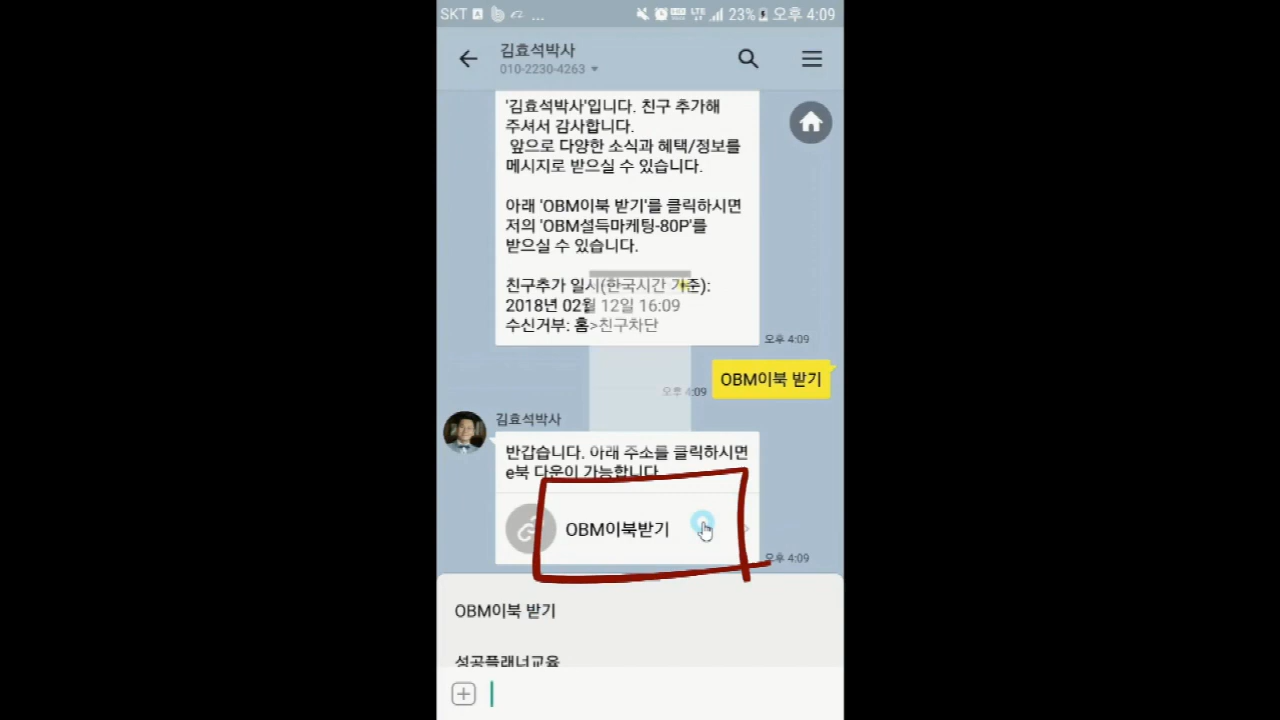 SKT ... 23% 오후 4:09
김효석박사
010-2230-4263
'김효석박사'입니다. 친구 추가해
주셔서 감사합니다.
앞으로 다양한 소식과 혜택/정보를
메시지로 받으실 수 있습니다.
아래 'OBM이북 받기'를 클릭하시면
저의 'OBM설득마케팅-80P'를
받으실 수 있습니다.
친구추가 일시(한국시간 기준):
2018년 02월 12일 16:09
수신거부: 홈>친구차단
오후 4:09
OBM이북 받기
오후 4:09
김효석박사
반갑습니다. 아래 주소를 클릭하시면
e북 다운이 가능합니다
OBM이북받기
오후 4:09
OBM이북 받기
성공플래너교육